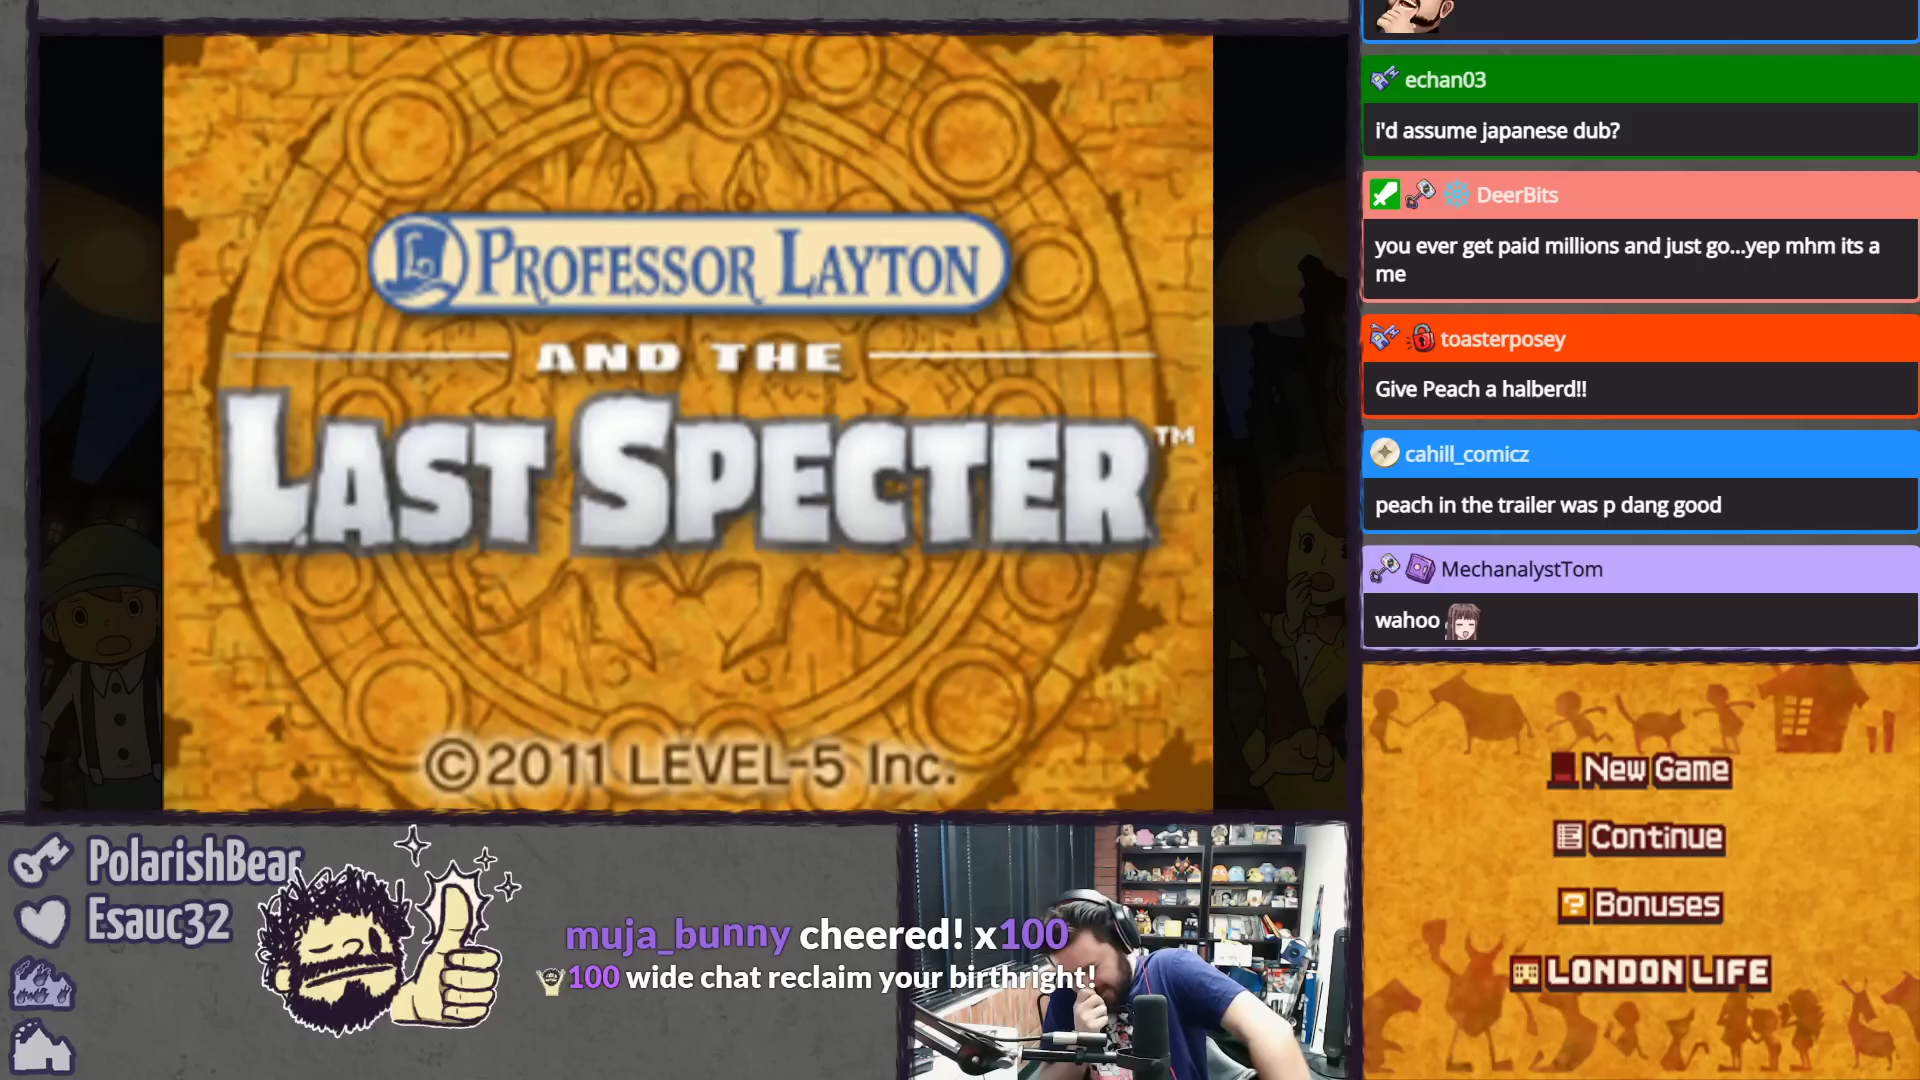 PROFESSOR LAYTON
AND THE
LAST SPECTER™
©2011 LEVEL-5 Inc.
echan03
i'd assume japanese dub?
DeerBits
you ever get paid millions and just go...yep mhm its a
me
toasterposey
Give Peach a halberd!!
cahill_comicz
peach in the trailer was p dang good
MechanalystTom
wahoo
New Game
Continue
Bonuses
LONDON LIFE
PolarishBear
Esauc32
muja_bunny cheered! x100
100 wide chat reclaim your birthright!